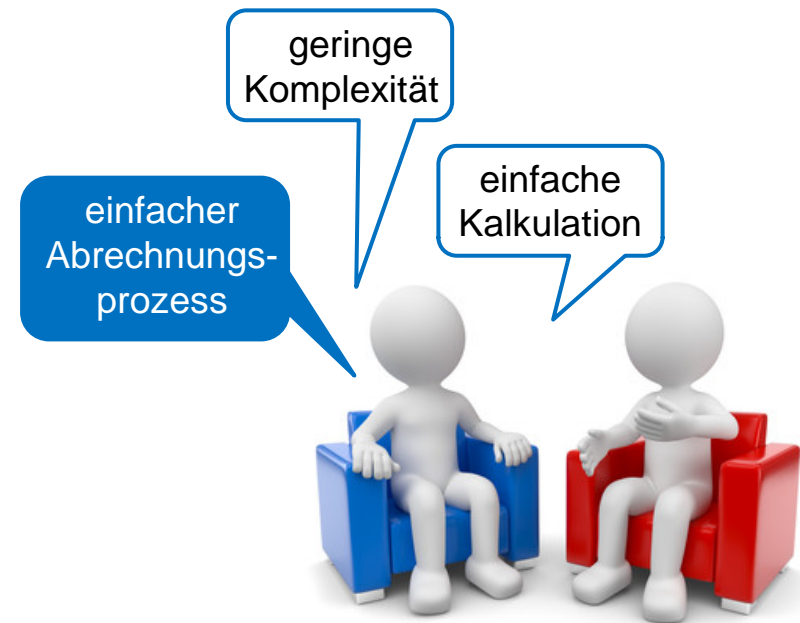 geringe
Komplexität
einfache
Kalkulation
einfacher
Abrechnungs-
prozess